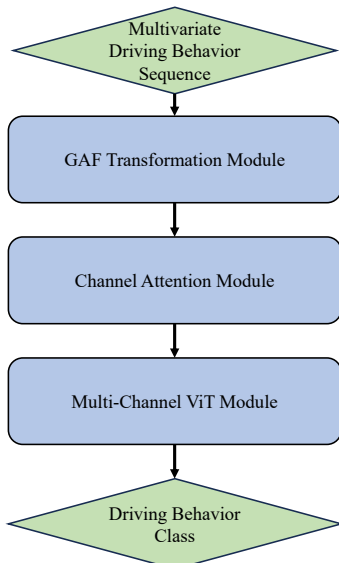 Multivariate
Driving Behavior
Sequence
GAF Transformation Module
Channel Attention Module
Multi-Channel ViT Module
Driving Behavior
Class